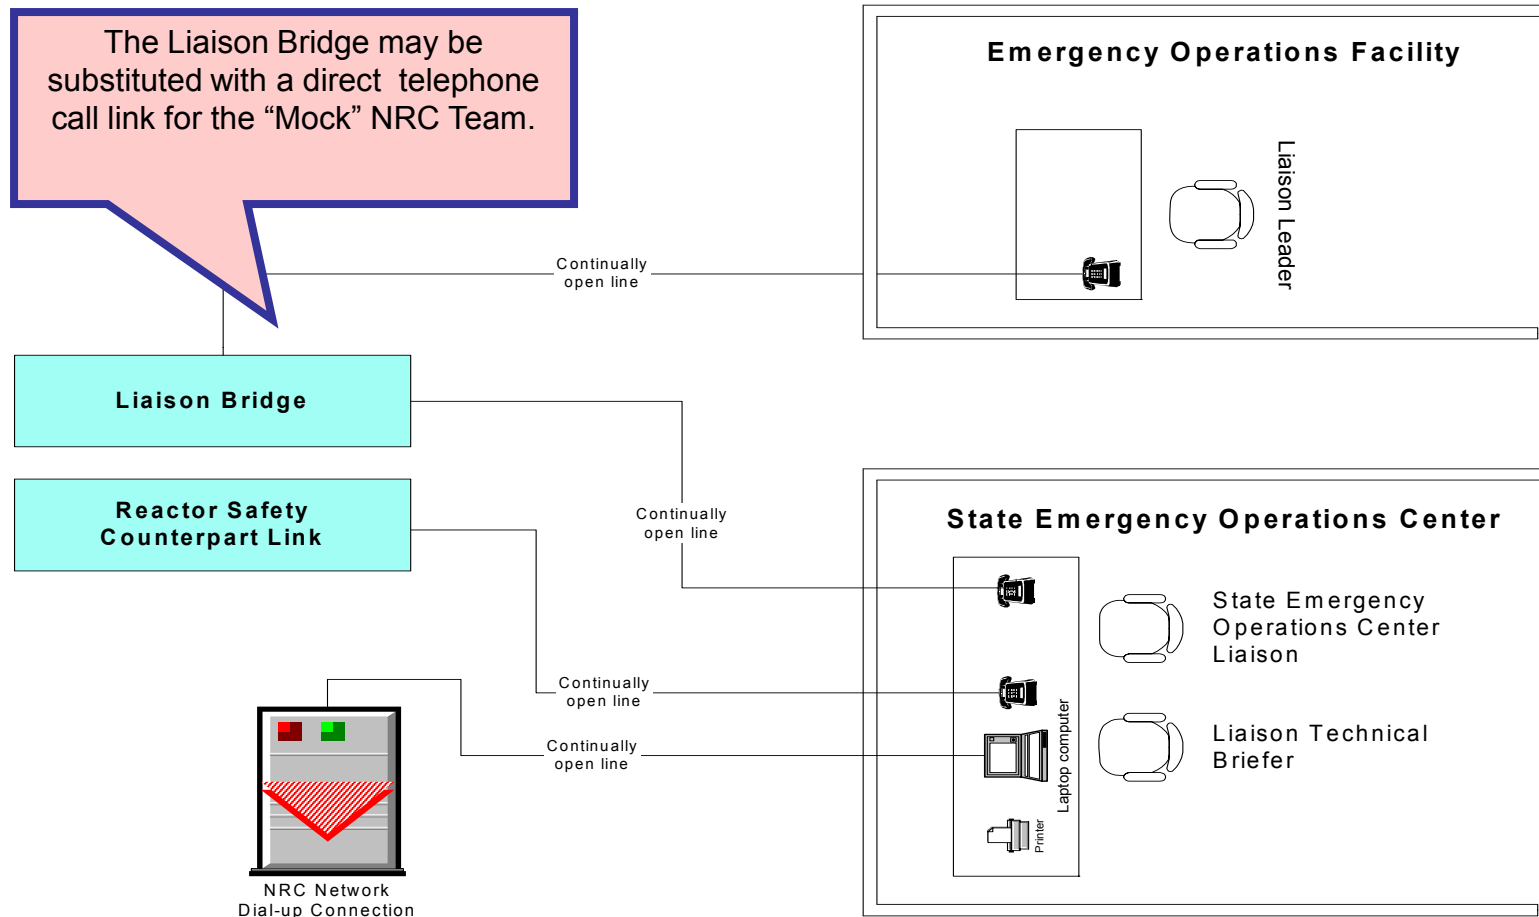 The Liaison Bridge may be
substituted with a direct telephone
call link for the “Mock” NRC Team.
Emergency Operations Facility
Liaison Leader
Continually
open line
Liaison Bridge
Reactor Safety
Counterpart Link
Continually
open line
State Emergency Operations Center
State Emergency
Operations Center
Liaison
Continually
open line
Laptop computer
Liaison Technical
Briefer
Continually
open line
Printer
NRC Network
Dial-up Connection